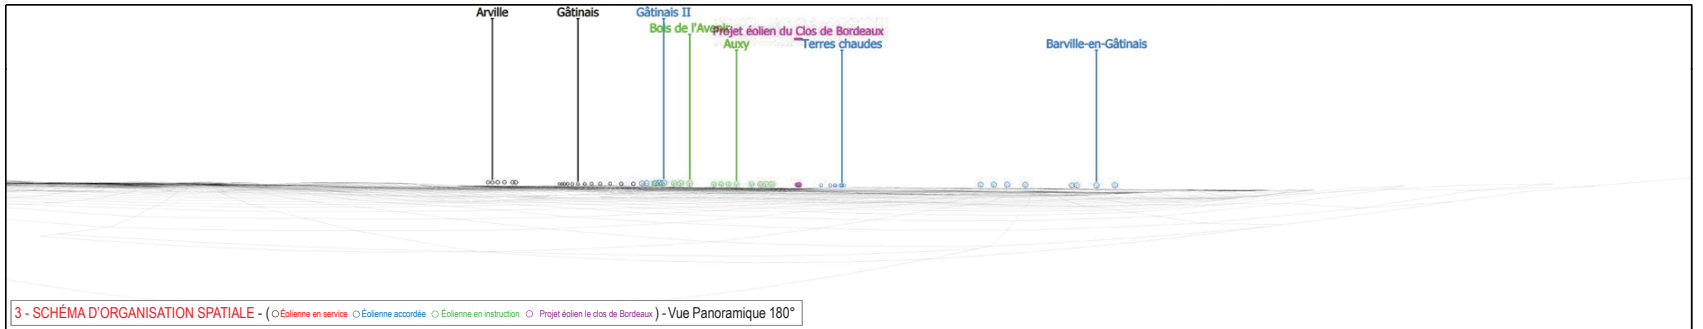 Arville
Gâtinais
Gâtinais II
Bois de l'Avenir
Projet éolien du Clos de Bordeaux
Auxy
Terres chaudes
Barville-en-Gâtinais
3 - SCHÉMA D'ORGANISATION SPATIALE - ( Éolienne en service Éolienne accordée Éolienne en instruction Projet éolien le clos de Bordeaux ) - Vue Panoramique 180°